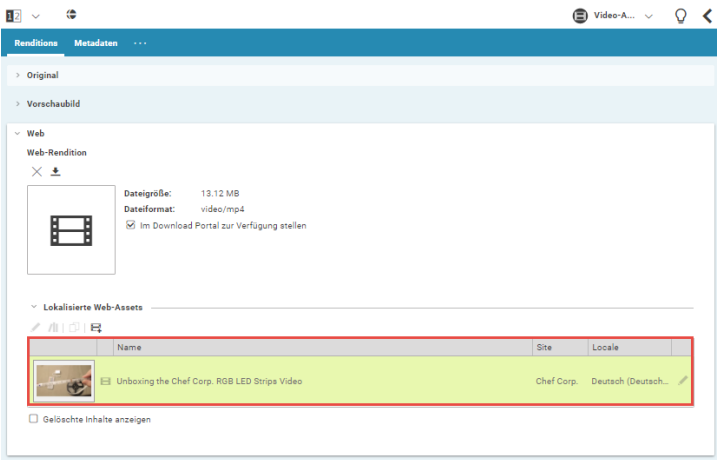 12 Video-A...
Renditions Metadaten ...
Original
Vorschaubild
Web
Web-Rendition
Dateigröße: 13.12 MB
Dateiformat: video/mp4
Im Download Portal zur Verfügung stellen
Lokalisierte Web-Assets
Name Site Locale
Unboxing the Chef Corp. RGB LED Strips Video Chef Corp. Deutsch (Deutsch...
Gelöschte Inhalte anzeigen